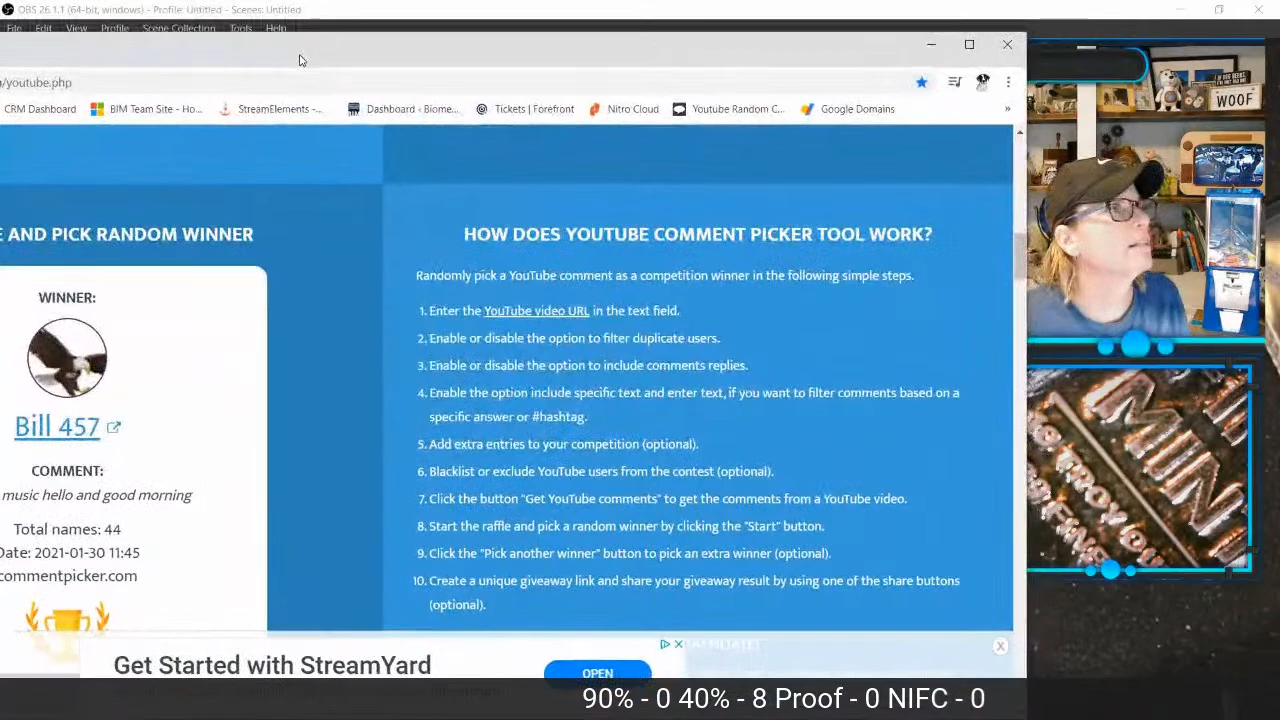 OBS 26.1.1 (64-bit, windows) - Profile: Untitled - Scenes: Untitled
File Edit View Profile Scene Collection Tools Help
/youtube.php
CRM Dashboard BIM Team Site - Ho... StreamElements -... Dashboard - Biome... Tickets | Forefront Nitro Cloud Youtube Random C... Google Domains »
WOOF
E AND PICK RANDOM WINNER
WINNER:
Bill 457
COMMENT:
music hello and good morning
Total names: 44
Date: 2021-01-30 11:45
commentpicker.com
HOW DOES YOUTUBE COMMENT PICKER TOOL WORK?
Randomly pick a YouTube comment as a competition winner in the following simple steps.
1. Enter the YouTube video URL in the text field.
2. Enable or disable the option to filter duplicate users.
3. Enable or disable the option to include comments replies.
4. Enable the option include specific text and enter text, if you want to filter comments based on a
specific answer or #hashtag.
5. Add extra entries to your competition (optional).
6. Blacklist or exclude YouTube users from the contest (optional).
7. Click the button "Get YouTube comments" to get the comments from a YouTube video.
8. Start the raffle and pick a random winner by clicking the "Start" button.
9. Click the "Pick another winner" button to pick an extra winner (optional).
10. Create a unique giveaway link and share your giveaway result by using one of the share buttons
(optional).
Get Started with StreamYard
OPEN
90% - 0 40% - 8 Proof - 0 NIFC - 0